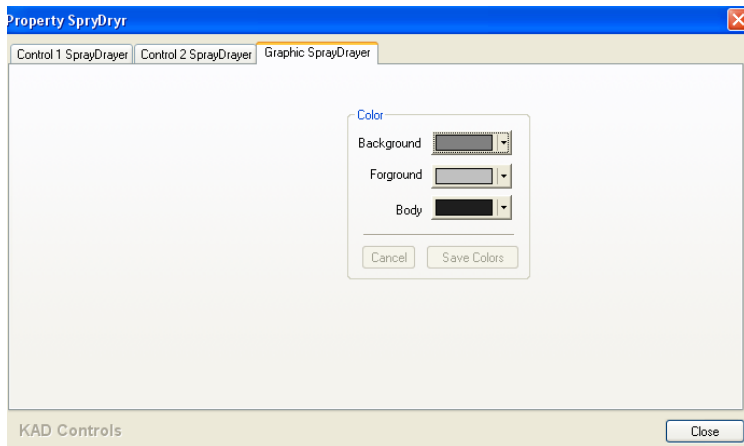 Property SpryDryr
Control 1 SprayDrayer Control 2 SprayDrayer Graphic SprayDrayer
Color
Background
Forground
Body
Cancel Save Colors
KAD Controls Close